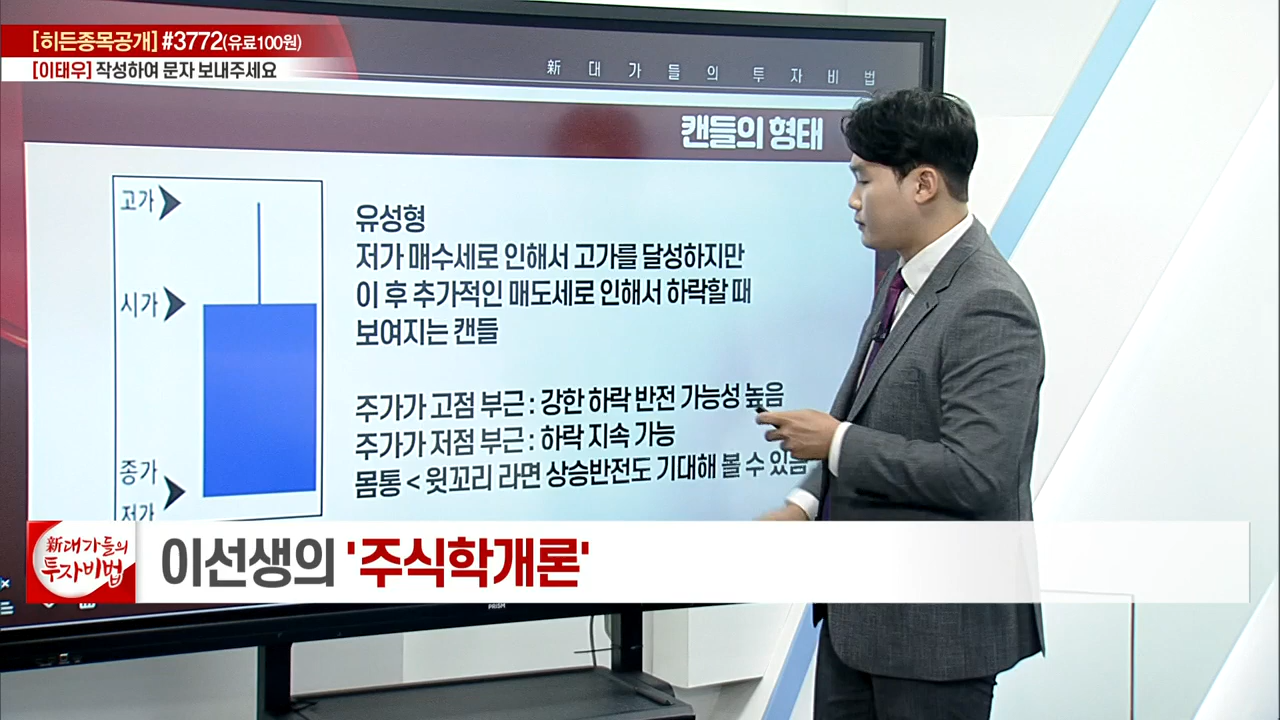 [히든종목공개] #3772(유료100원)
[이태우] 작성하여 문자 보내주세요
新 대 가 들 의 투 자 비 법
캔들의 형태
고가
시가
종가
저가
유성형
저가 매수세로 인해서 고가를 달성하지만
이 후 추가적인 매도세로 인해서 하락할 때
보여지는 캔들
주가가 고점 부근 : 강한 하락 반전 가능성 높음
주가가 저점 부근 : 하락 지속 가능
몸통 < 윗꼬리 라면 상승반전도 기대해 볼 수 있음
新대가들의
투자비법
이선생의 '주식학개론'
PRISM